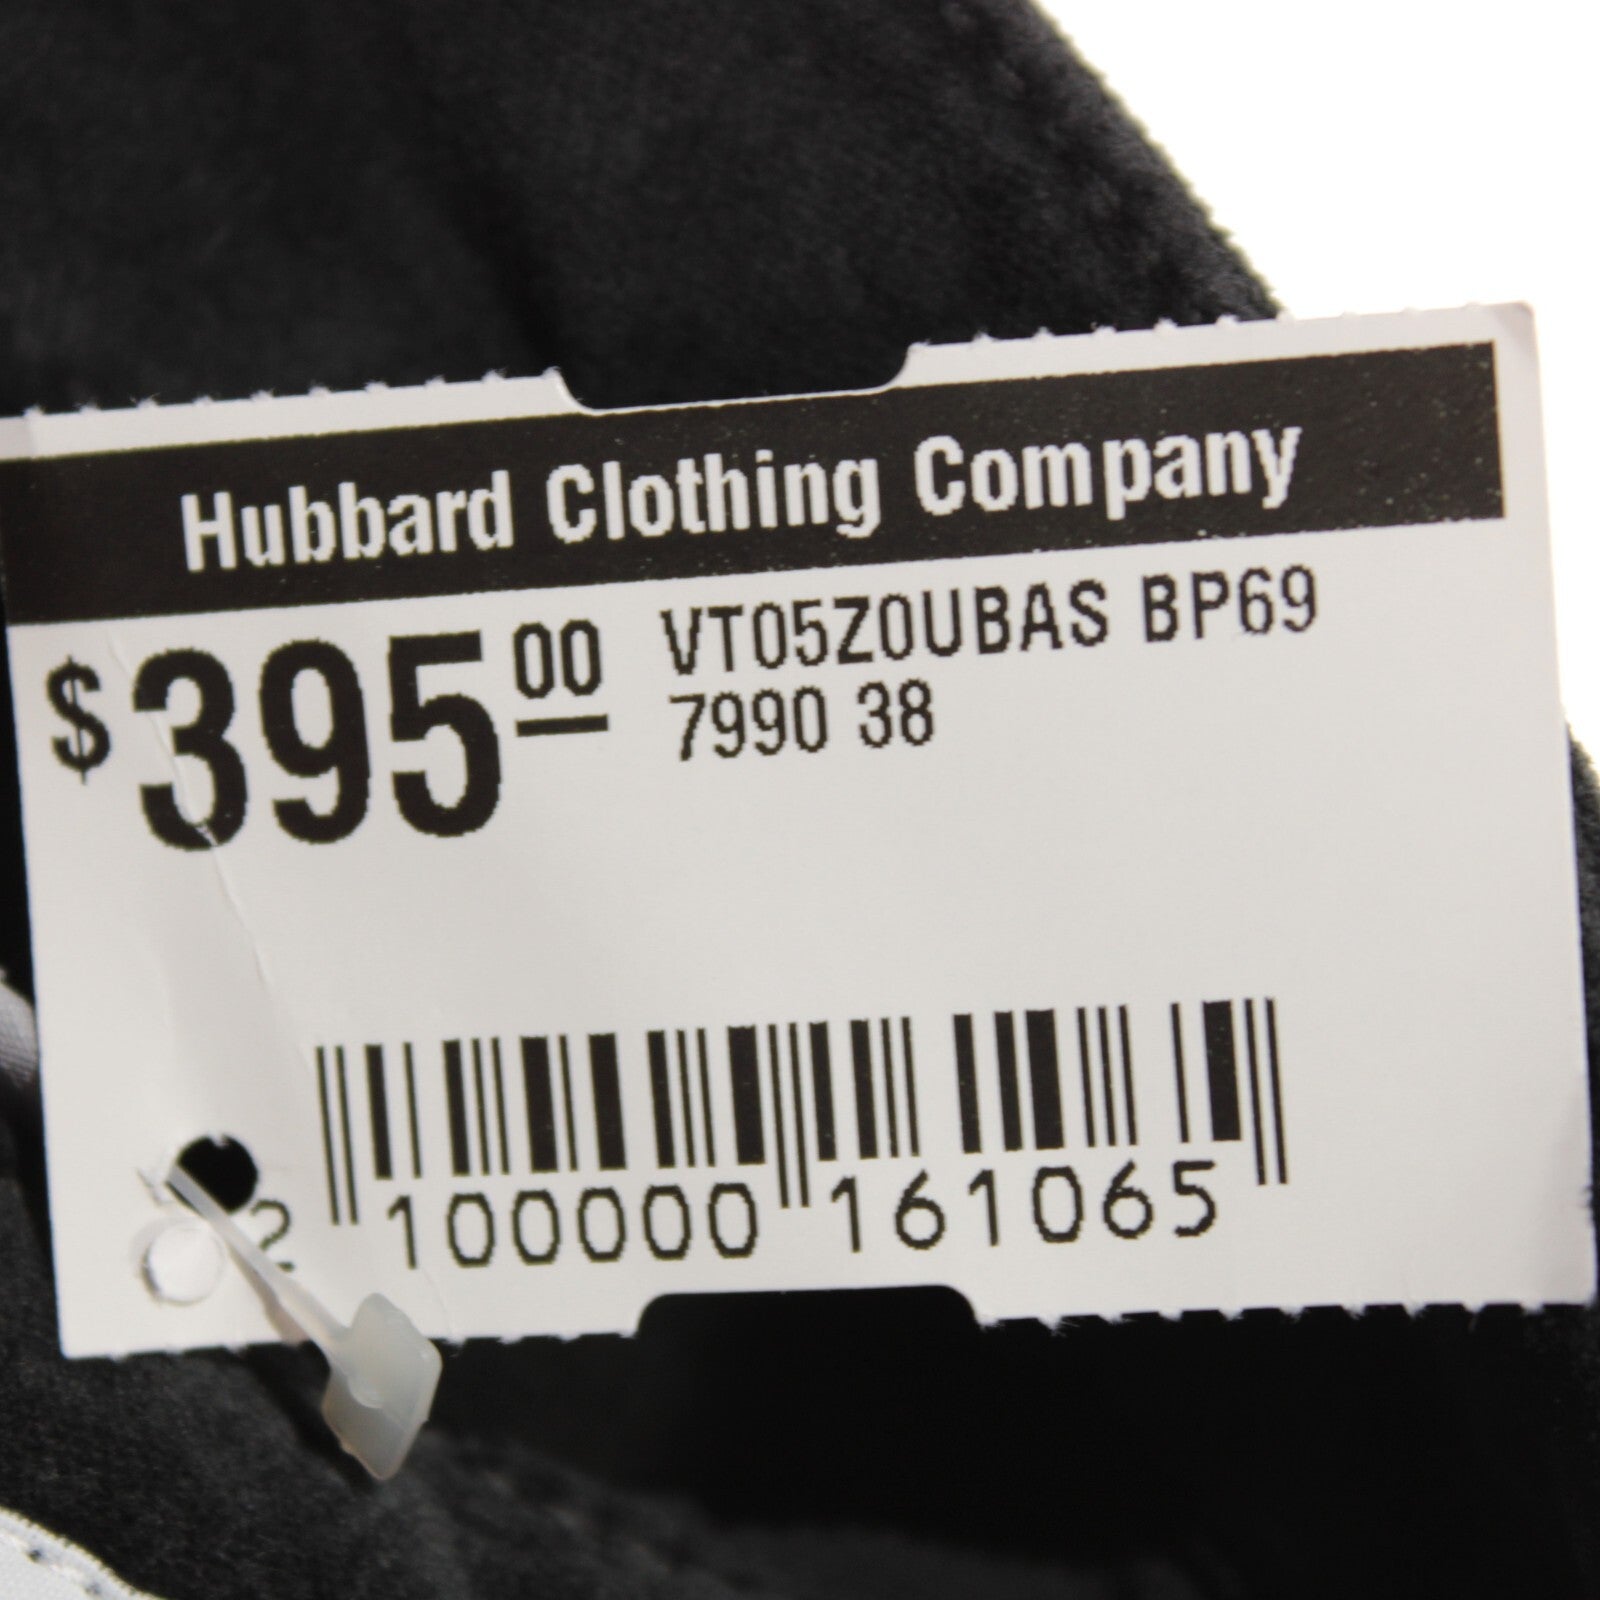 Hubbard Clothing Company
$395.00 VT05Z0UBAS BP69
7990 38
2 100000 161065